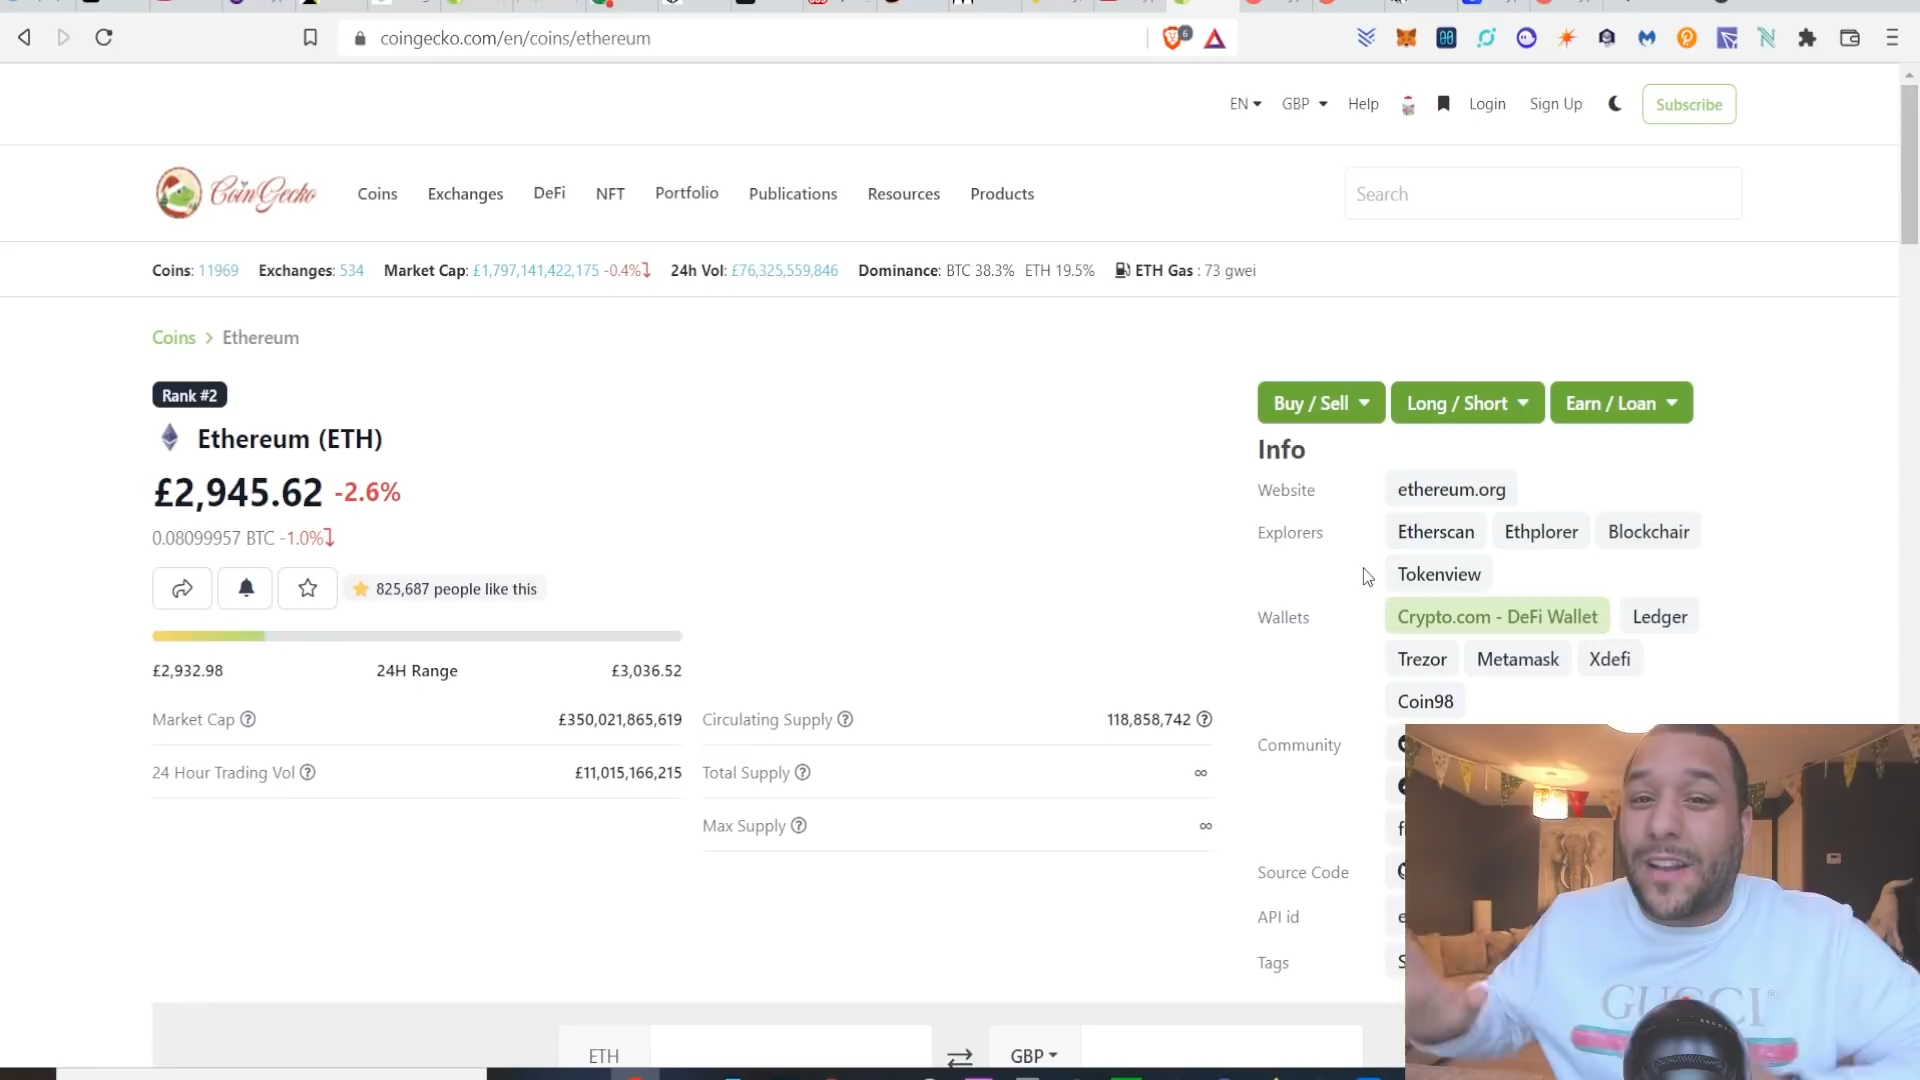 coingecko.com/en/coins/ethereum
6
EN GBP Help Login Sign Up Subscribe
CoinGecko Coins Exchanges DeFi NFT Portfolio Publications Resources Products Search
Coins: 11969 Exchanges: 534 Market Cap: £1,797,141,422,175 -0.4% 24h Vol: £76,325,559,846 Dominance: BTC 38.3% ETH 19.5% ETH Gas : 73 gwei
Coins > Ethereum
Rank #2
Buy / Sell Long / Short Earn / Loan
Ethereum (ETH)
Info
£2,945.62 -2.6%
Website ethereum.org
0.08099957 BTC -1.0%
Explorers Etherscan Ethplorer Blockchair
Tokenview
825,687 people like this
Wallets Crypto.com - DeFi Wallet Ledger
Trezor Metamask Xdefi
£2,932.98 24H Range £3,036.52
Coin98
Market Cap ? £350,021,865,619 Circulating Supply ? 118,858,742 ?
Community
24 Hour Trading Vol ? £11,015,166,215 Total Supply ? ∞
Max Supply ? ∞
Source Code
API id
Tags
GUCCI
ETH GBP